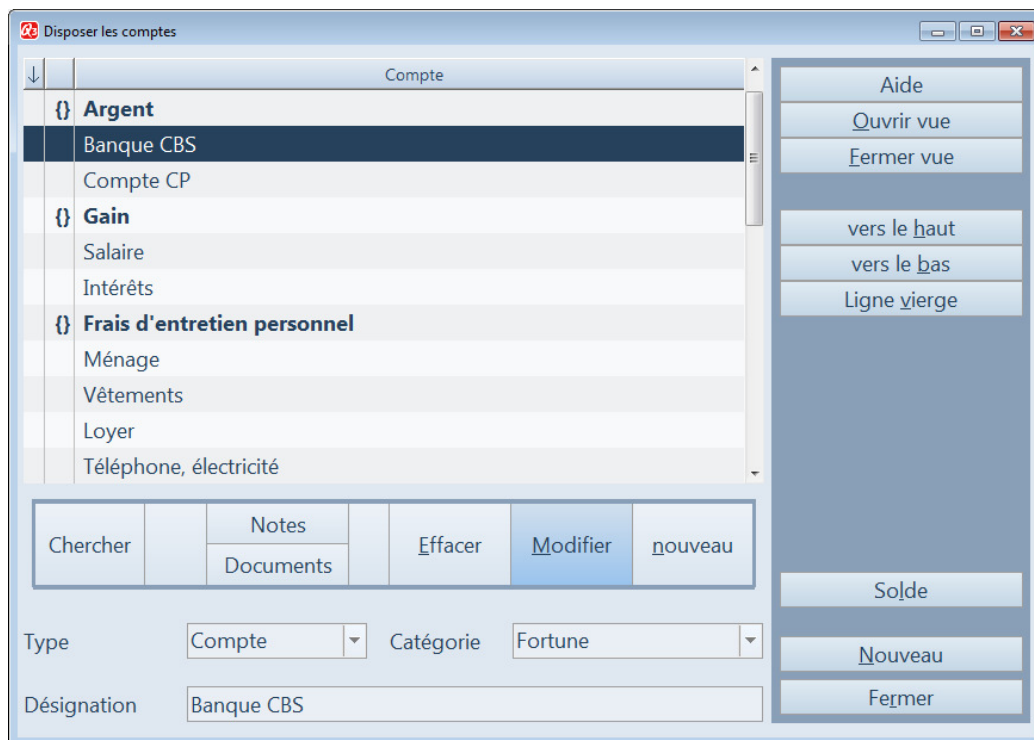 Disposer les comptes
Compte
{} Argent
Banque CBS
Compte CP
{} Gain
Salaire
Intérêts
{} Frais d'entretien personnel
Ménage
Vêtements
Loyer
Téléphone, électricité
Chercher
Notes
Documents
Effacer
Modifier
nouveau
Type
Compte
Catégorie
Fortune
Désignation
Banque CBS
Aide
Ouvrir vue
Fermer vue
vers le haut
vers le bas
Ligne vierge
Solde
Nouveau
Fermer